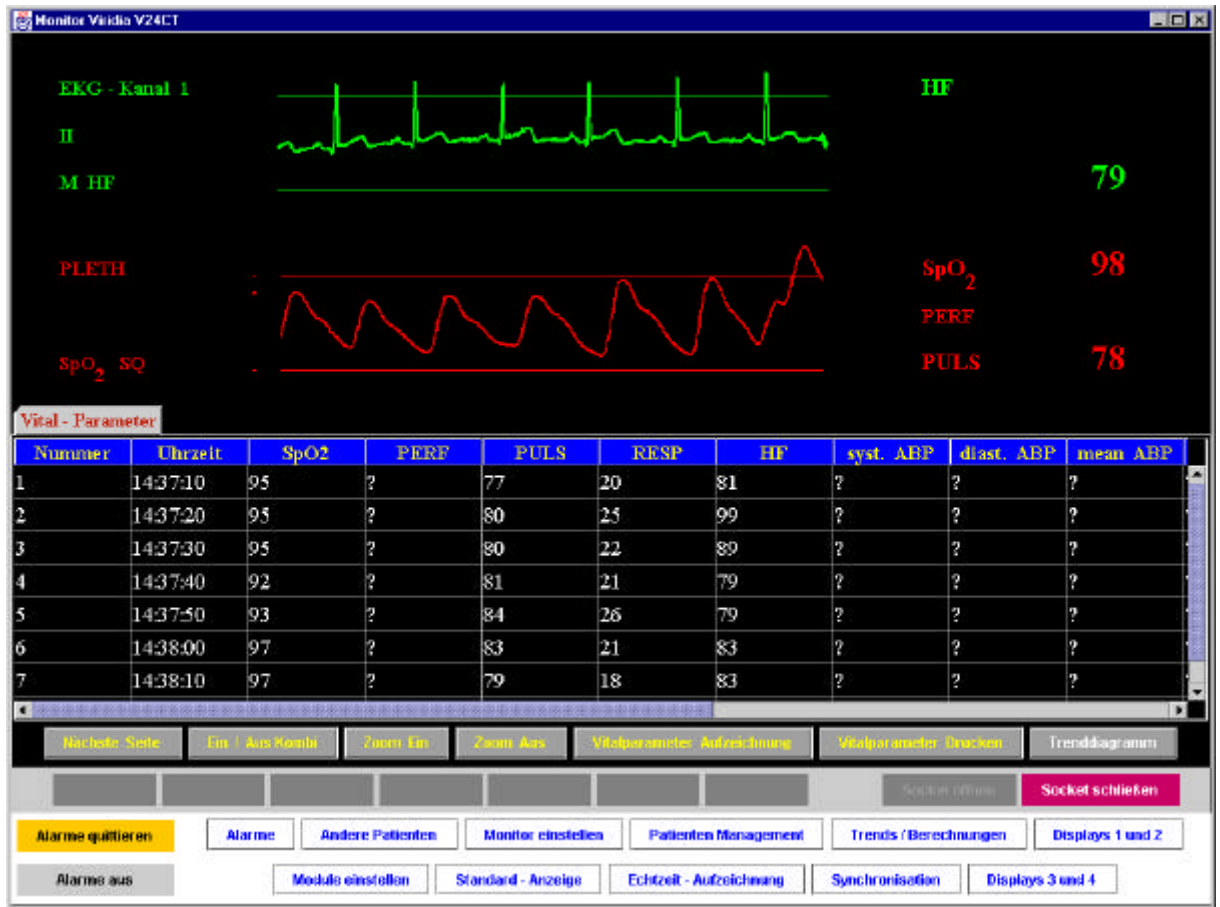 Monitor Viridia V24CT
EKG - Kanal 1
HF
II
M HF
79
PLETH
SpO2
98
PERF
SpO2 SQ
PULS
78
Vital - Parameter
Nummer Uhrzeit SpO2 PERF PULS RESP HF syst. ABP diast. ABP mean ABP
1 14:37:10 95 ? 77 20 81 ? ? ?
2 14:37:20 95 ? 80 25 99 ? ? ?
3 14:37:30 95 ? 80 22 89 ? ? ?
4 14:37:40 92 ? 81 21 79 ? ? ?
5 14:37:50 93 ? 84 26 79 ? ? ?
6 14:38:00 97 ? 83 21 83 ? ? ?
7 14:38:10 97 ? 79 18 83 ? ? ?
Nächste Seite Ein / Aus Kombi Zoom Ein Zoom Aus Vitalparameter Aufzeichnung Vitalparameter Drucken Trenddiagramm
Socket öffnen Socket schließen
Alarme quittieren Alarme Andere Patienten Monitor einstellen Patienten Management Trends / Berechnungen Displays 1 und 2
Alarme aus Module einstellen Standard - Anzeige Echtzeit - Aufzeichnung Synchronisation Displays 3 und 4